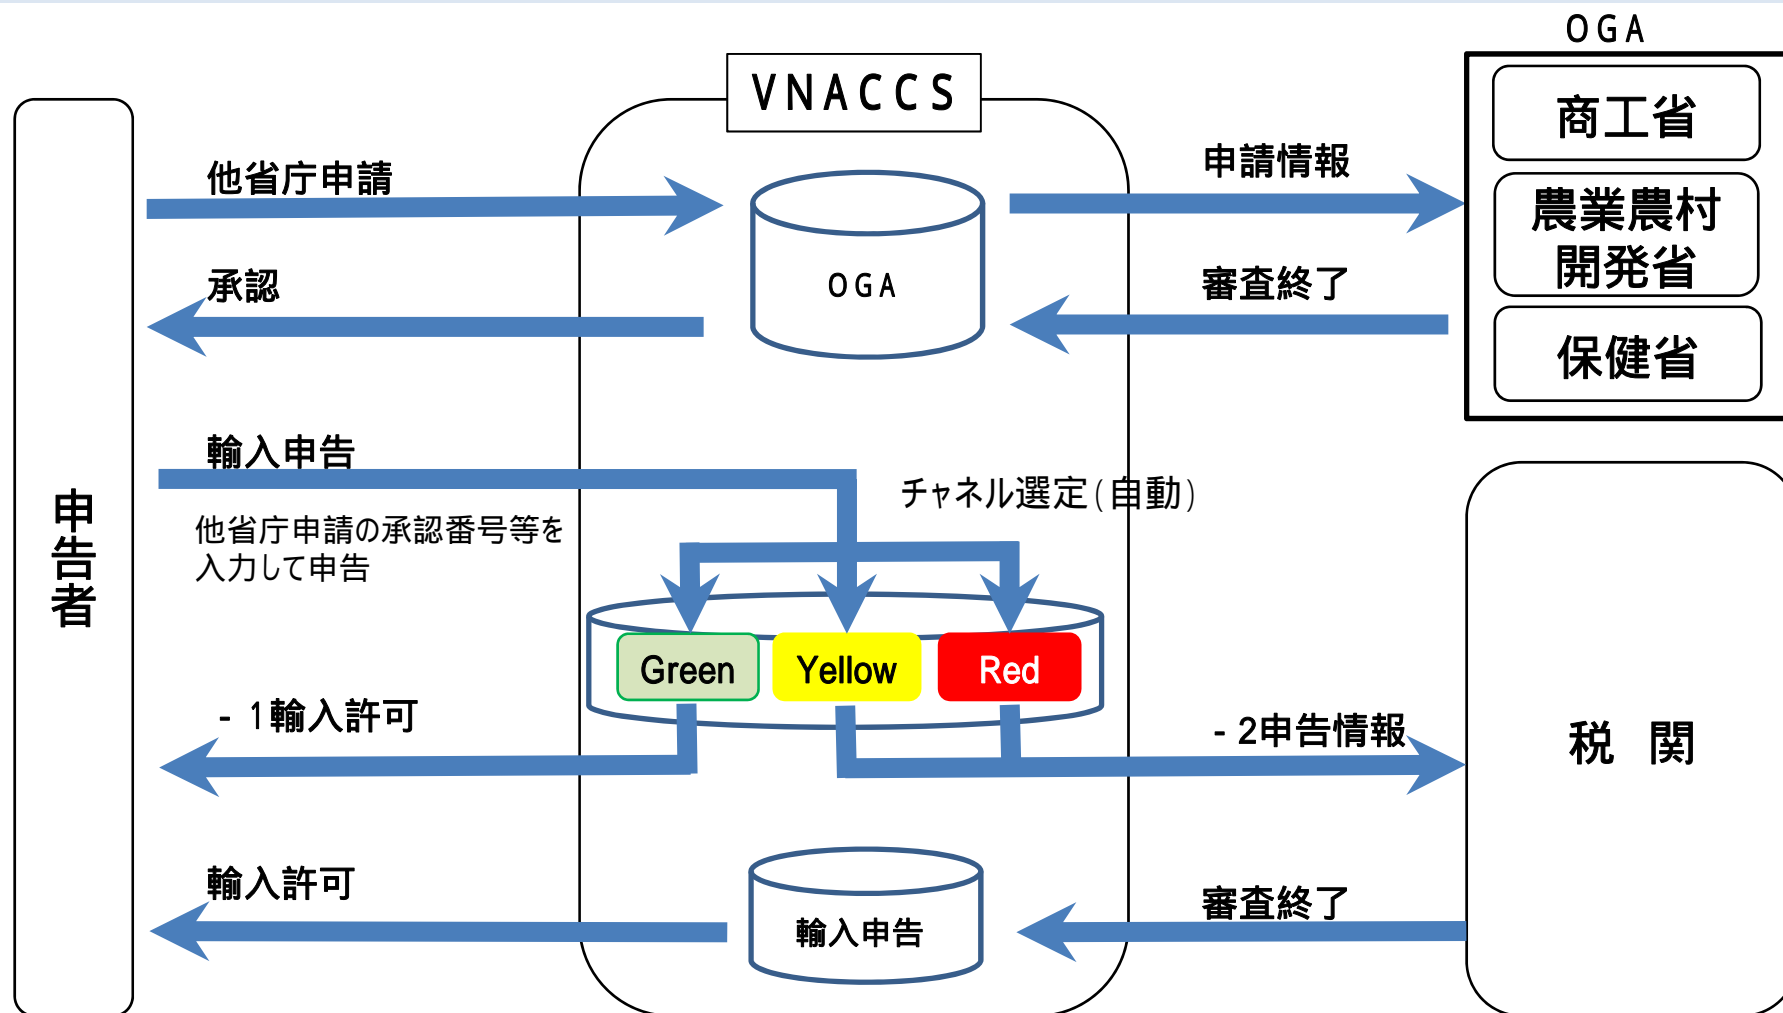 OGA
VNACCS
商工省
他省庁申請
申請情報
農業農村
開発省
承認
OGA
審査終了
保健省
輸入申告
チャネル選定(自動)
他省庁申請の承認番号等を
入力して申告
申告者
Green
Yellow
Red
- 1輸入許可
- 2申告情報
税 関
輸入許可
審査終了
輸入申告